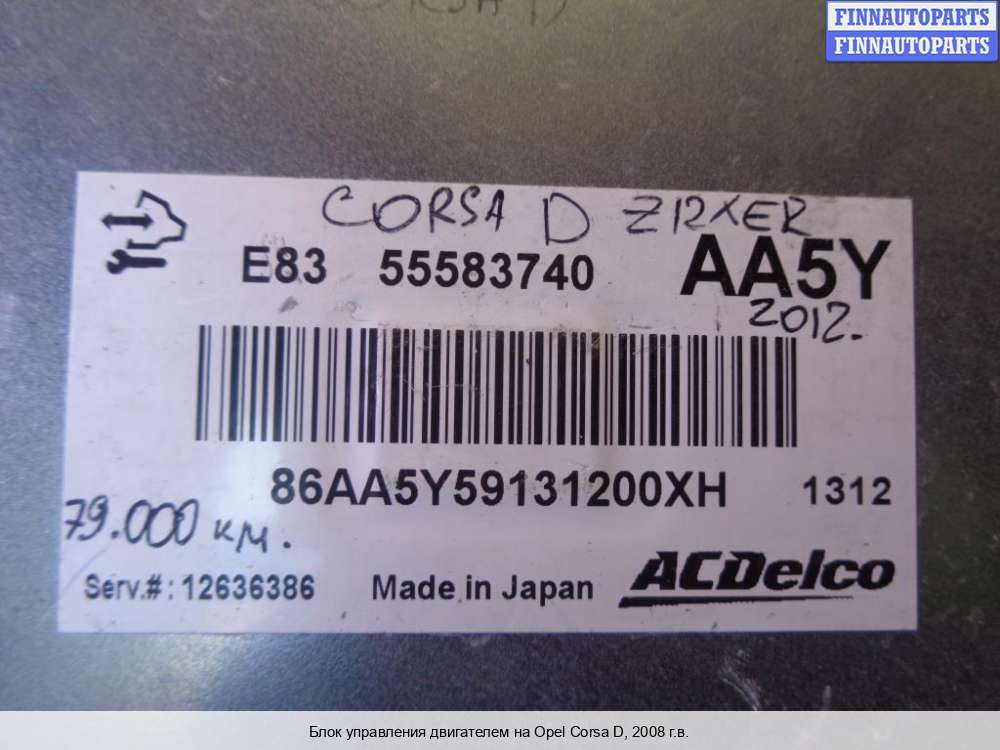 FINNAUTOPARTS
FINNAUTOPARTS
CORSA D Z12XER
E83 55583740 AA5Y
2012.
86AA5Y59131200XH 1312
79.000 км.
Serv.#: 12636386 Made in Japan ACDelco
Блок управления двигателем на Opel Corsa D, 2008 г.в.